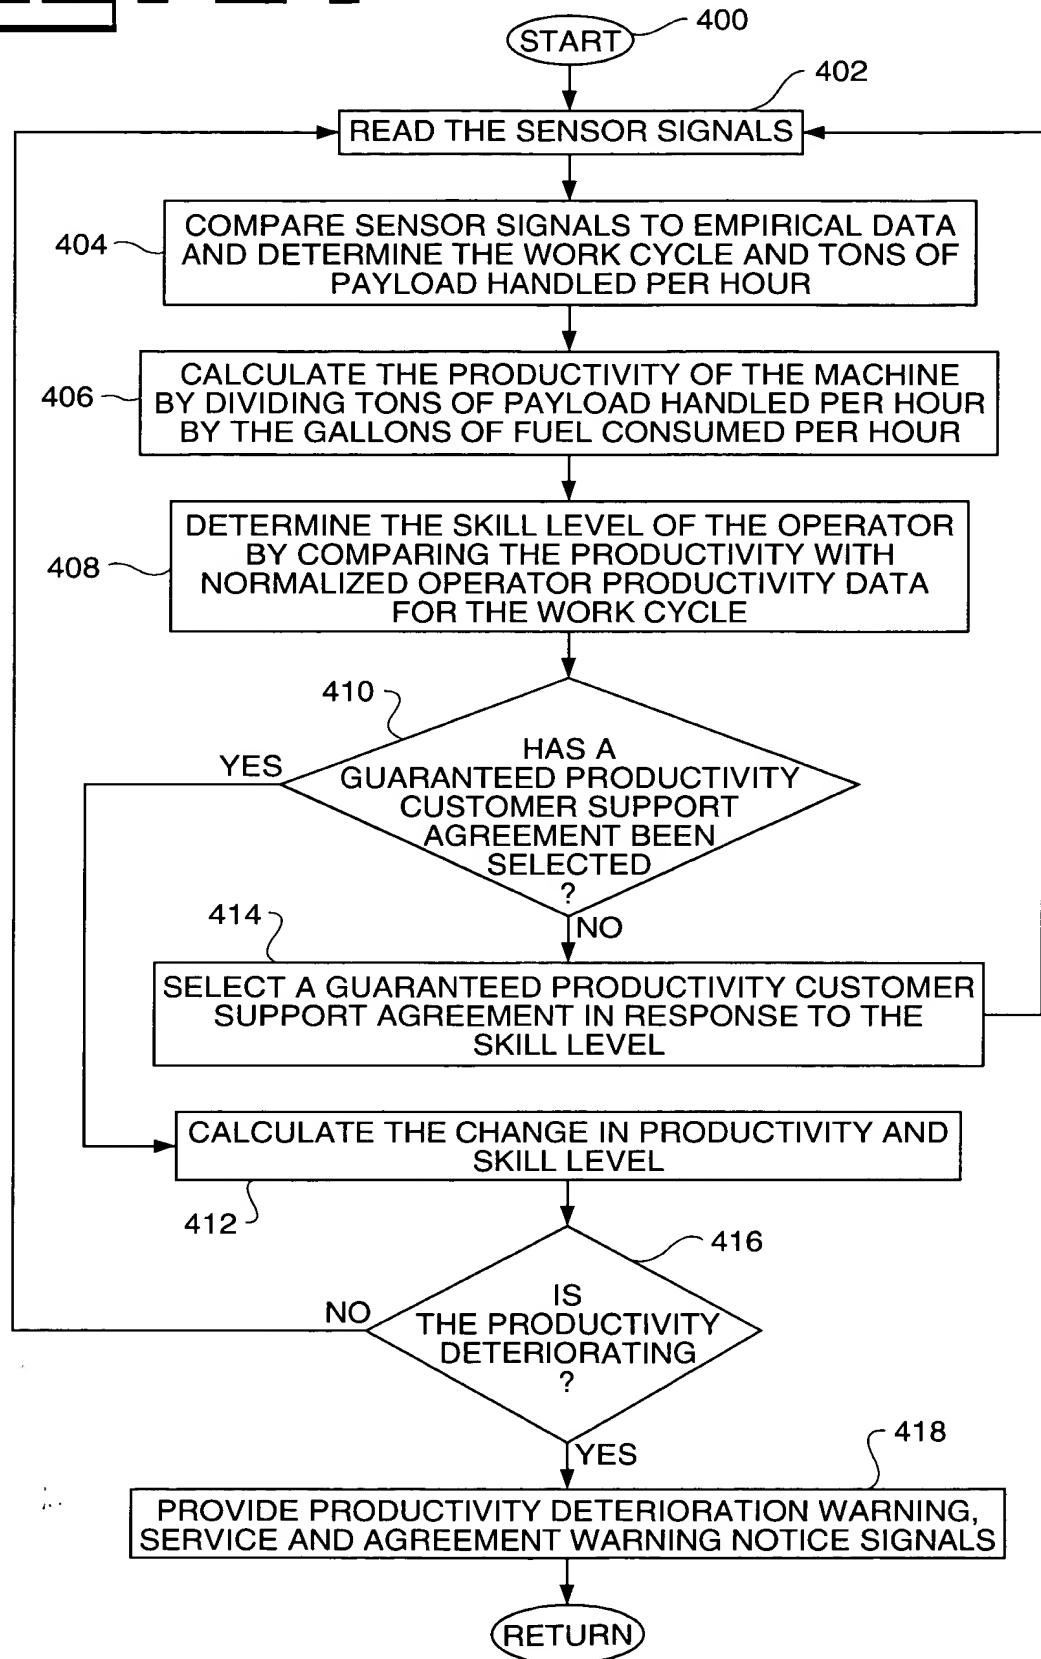 START
400
402
READ THE SENSOR SIGNALS
404
COMPARE SENSOR SIGNALS TO EMPIRICAL DATA
AND DETERMINE THE WORK CYCLE AND TONS OF
PAYLOAD HANDLED PER HOUR
406
CALCULATE THE PRODUCTIVITY OF THE MACHINE
BY DIVIDING TONS OF PAYLOAD HANDLED PER HOUR
BY THE GALLONS OF FUEL CONSUMED PER HOUR
408
DETERMINE THE SKILL LEVEL OF THE OPERATOR
BY COMPARING THE PRODUCTIVITY WITH
NORMALIZED OPERATOR PRODUCTIVITY DATA
FOR THE WORK CYCLE
410
YES
HAS A
GUARANTEED PRODUCTIVITY
CUSTOMER SUPPORT
AGREEMENT BEEN
SELECTED
?
NO
414
SELECT A GUARANTEED PRODUCTIVITY CUSTOMER
SUPPORT AGREEMENT IN RESPONSE TO THE
SKILL LEVEL
CALCULATE THE CHANGE IN PRODUCTIVITY AND
SKILL LEVEL
412
416
NO
IS
THE PRODUCTIVITY
DETERIORATING
?
YES
418
PROVIDE PRODUCTIVITY DETERIORATION WARNING,
SERVICE AND AGREEMENT WARNING NOTICE SIGNALS
RETURN